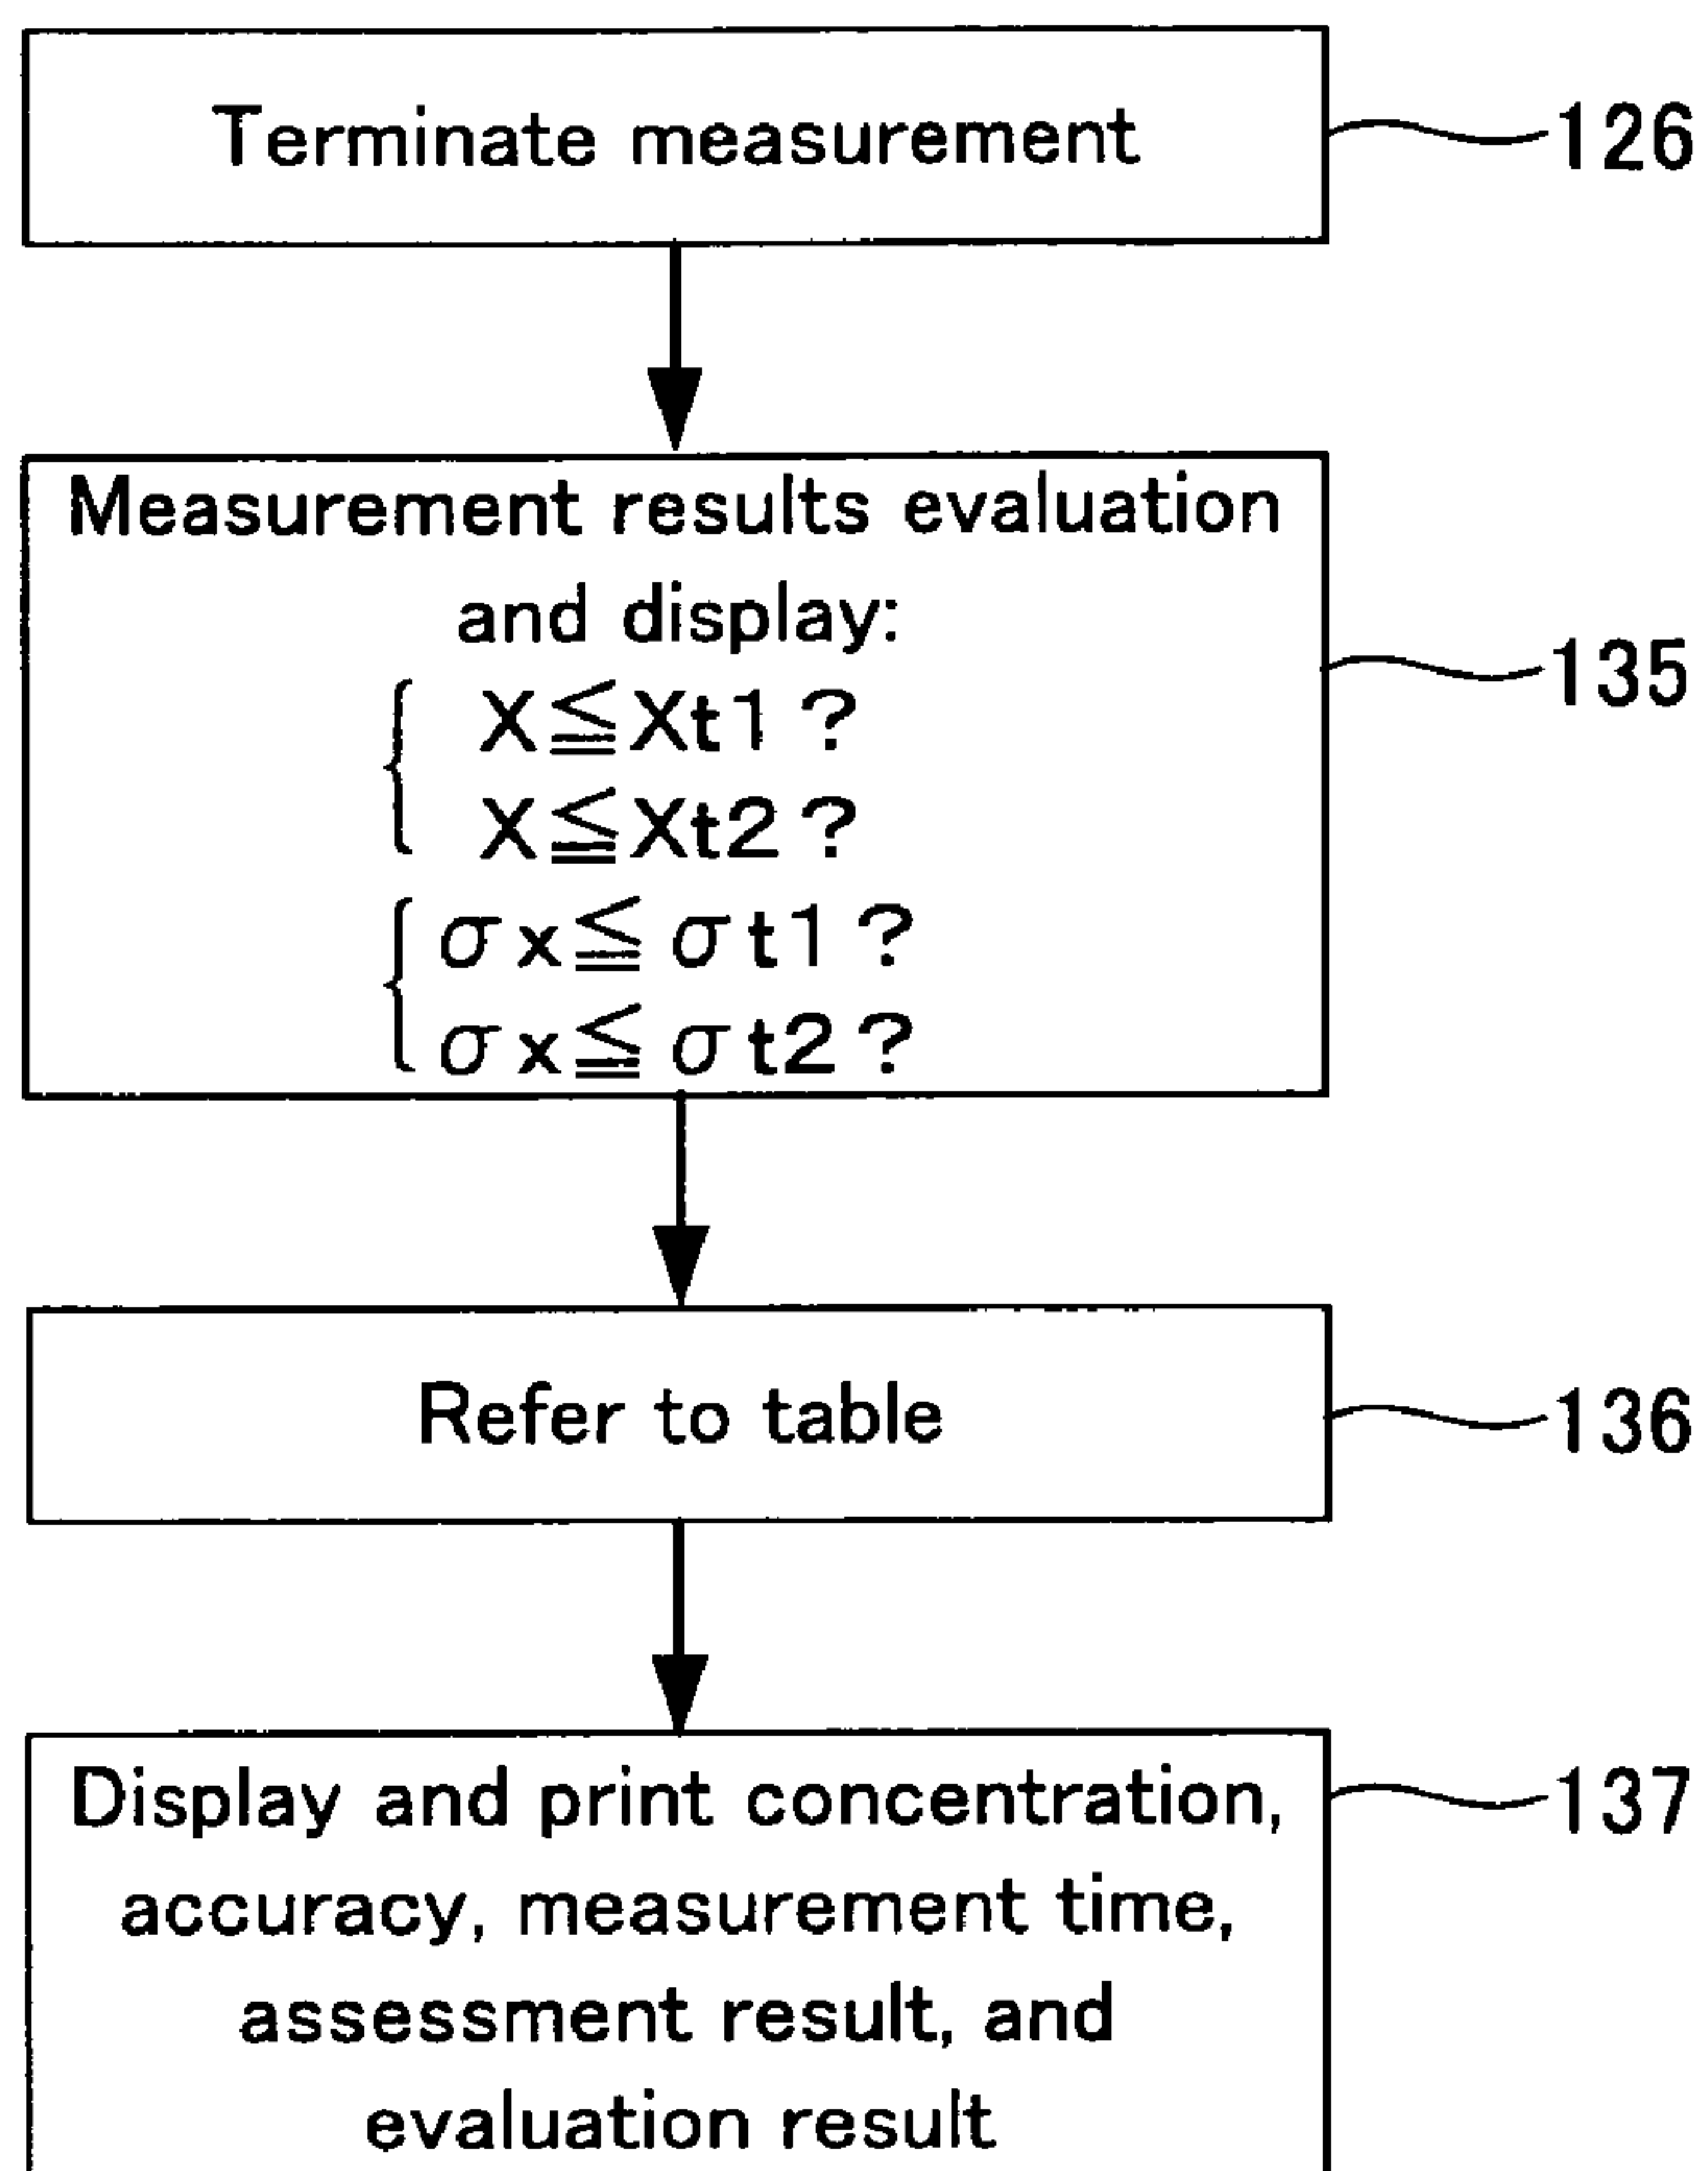 Terminate measurement
126
Measurement results evaluation
and display:
135
X≦Xt1?
X≦Xt2?
σx≦σt1?
σx≦σt2?
Refer to table
136
Display and print concentration,
137
accuracy, measurement time,
assessment result, and
evaluation result